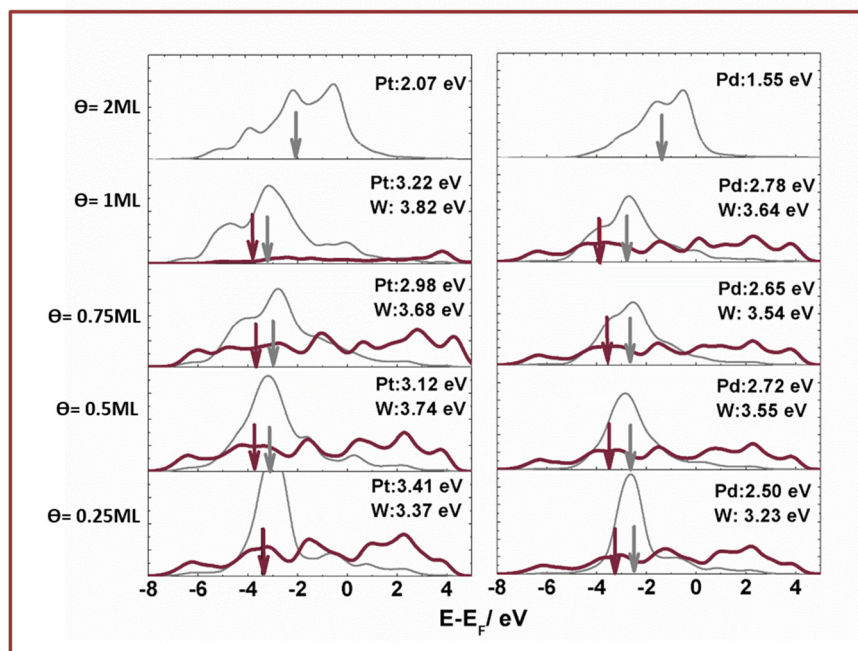 Pt:2.07 eV
Pd:1.55 eV
Ɵ= 2ML
Pt:3.22 eV
W: 3.82 eV
Pd:2.78 eV
W:3.64 eV
Ɵ= 1ML
Pt:2.98 eV
W:3.68 eV
Pd:2.65 eV
W: 3.54 eV
Ɵ= 0.75ML
Pt:3.12 eV
W:3.74 eV
Pd:2.72 eV
W:3.55 eV
Ɵ= 0.5ML
Pt:3.41 eV
W:3.37 eV
Pd:2.50 eV
W: 3.23 eV
Ɵ= 0.25ML
-8 -6 -4 -2 0 2 4
-8 -6 -4 -2 0 2 4
E-EF/ eV